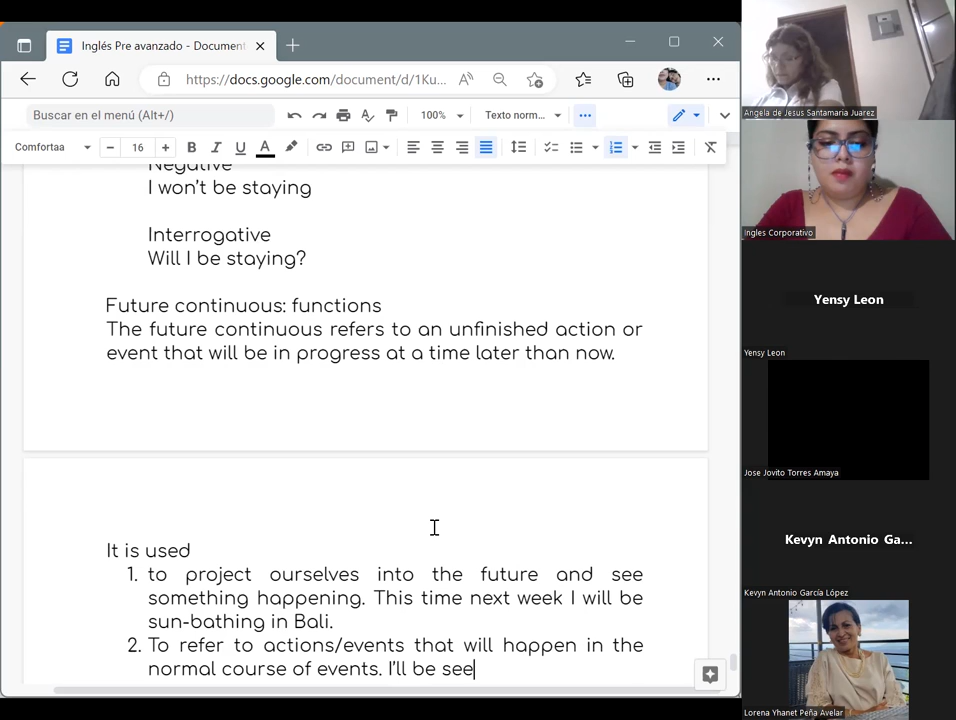 Inglés Pre avanzado - Document
https://docs.google.com/document/d/1Ku...
Buscar en el menú (Alt+/)
100%
Texto norm...
Comfortaa
16
Negative
I won't be staying
Interrogative
Will I be staying?
Future continuous: functions
The future continuous refers to an unfinished action or
event that will be in progress at a time later than now.
It is used
1. to project ourselves into the future and see
something happening. This time next week I will be
sun-bathing in Bali.
2. To refer to actions/events that will happen in the
normal course of events. I'll be see
Angela de Jesus Santamaria Juarez
Ingles Corporativo
Yensy Leon
Yensy Leon
Jose Jovito Torres Amaya
Kevyn Antonio Ga...
Kevyn Antonio García López
Lorena Yhanet Peña Avelar